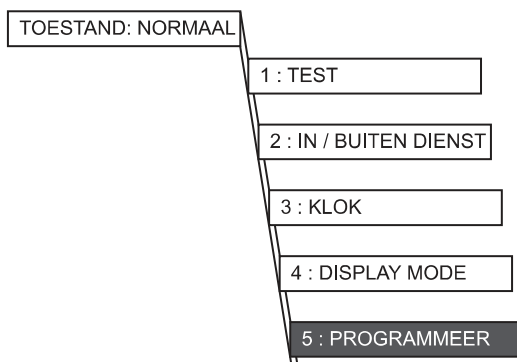 TOESTAND: NORMAAL
1 : TEST
2 : IN / BUITEN DIENST
3 : KLOK
4 : DISPLAY MODE
5 : PROGRAMMEER